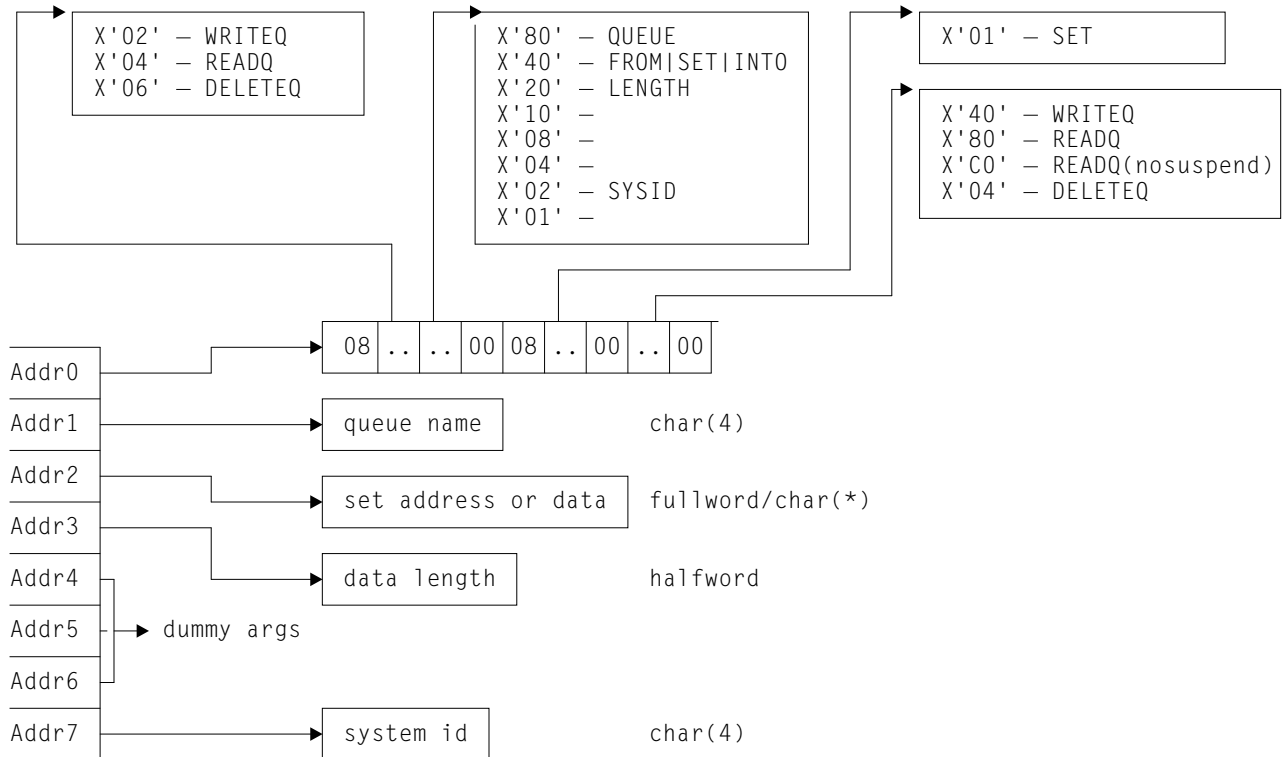 X'02' — WRITEQ
X'04' — READQ
X'06' — DELETEQ
X'80' — QUEUE
X'40' — FROM|SET|INTO
X'20' — LENGTH
X'10' —
X'08' —
X'04' —
X'02' — SYSID
X'01' —
X'01' — SET
X'40' — WRITEQ
X'80' — READQ
X'C0' — READQ(nosuspend)
X'04' — DELETEQ
08 .. .. 00 08 .. 00 .. 00
Addr0
Addr1 queue name char(4)
Addr2 set address or data fullword/char(*)
Addr3
Addr4 data length halfword
Addr5 dummy args
Addr6
Addr7 system id char(4)